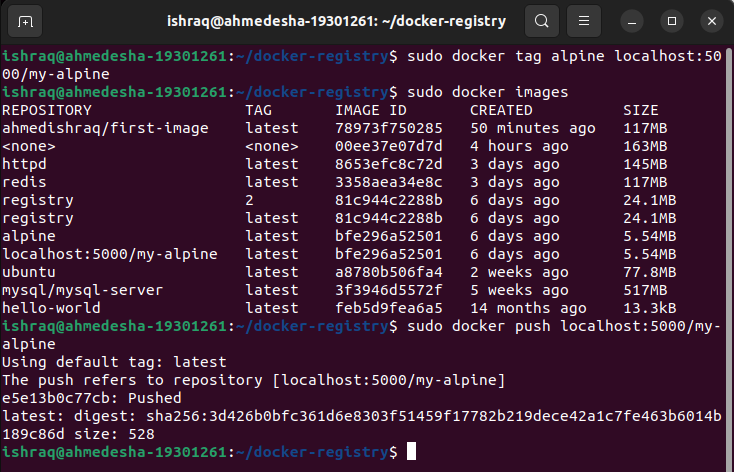 ishraq@ahmedesha-19301261: ~/docker-registry
ishraq@ahmedesha-19301261:~/docker-registry$ sudo docker tag alpine localhost:50
00/my-alpine
ishraq@ahmedesha-19301261:~/docker-registry$ sudo docker images
REPOSITORY TAG IMAGE ID CREATED SIZE
ahmedishraq/first-image latest 78973f750285 50 minutes ago 117MB
<none> <none> 00ee37e07d7d 4 hours ago 163MB
httpd latest 8653efc8c72d 3 days ago 145MB
redis latest 3358aea34e8c 3 days ago 117MB
registry 2 81c944c2288b 6 days ago 24.1MB
registry latest 81c944c2288b 6 days ago 24.1MB
alpine latest bfe296a52501 6 days ago 5.54MB
localhost:5000/my-alpine latest bfe296a52501 6 days ago 5.54MB
ubuntu latest a8780b506fa4 2 weeks ago 77.8MB
mysql/mysql-server latest 3f3946d5572f 5 weeks ago 517MB
hello-world latest feb5d9fea6a5 14 months ago 13.3kB
ishraq@ahmedesha-19301261:~/docker-registry$ sudo docker push localhost:5000/my-
alpine
Using default tag: latest
The push refers to repository [localhost:5000/my-alpine]
e5e13b0c77cb: Pushed
latest: digest: sha256:3d426b0bfc361d6e8303f51459f17782b219dece42a1c7fe463b6014b
189c86d size: 528
ishraq@ahmedesha-19301261:~/docker-registry$